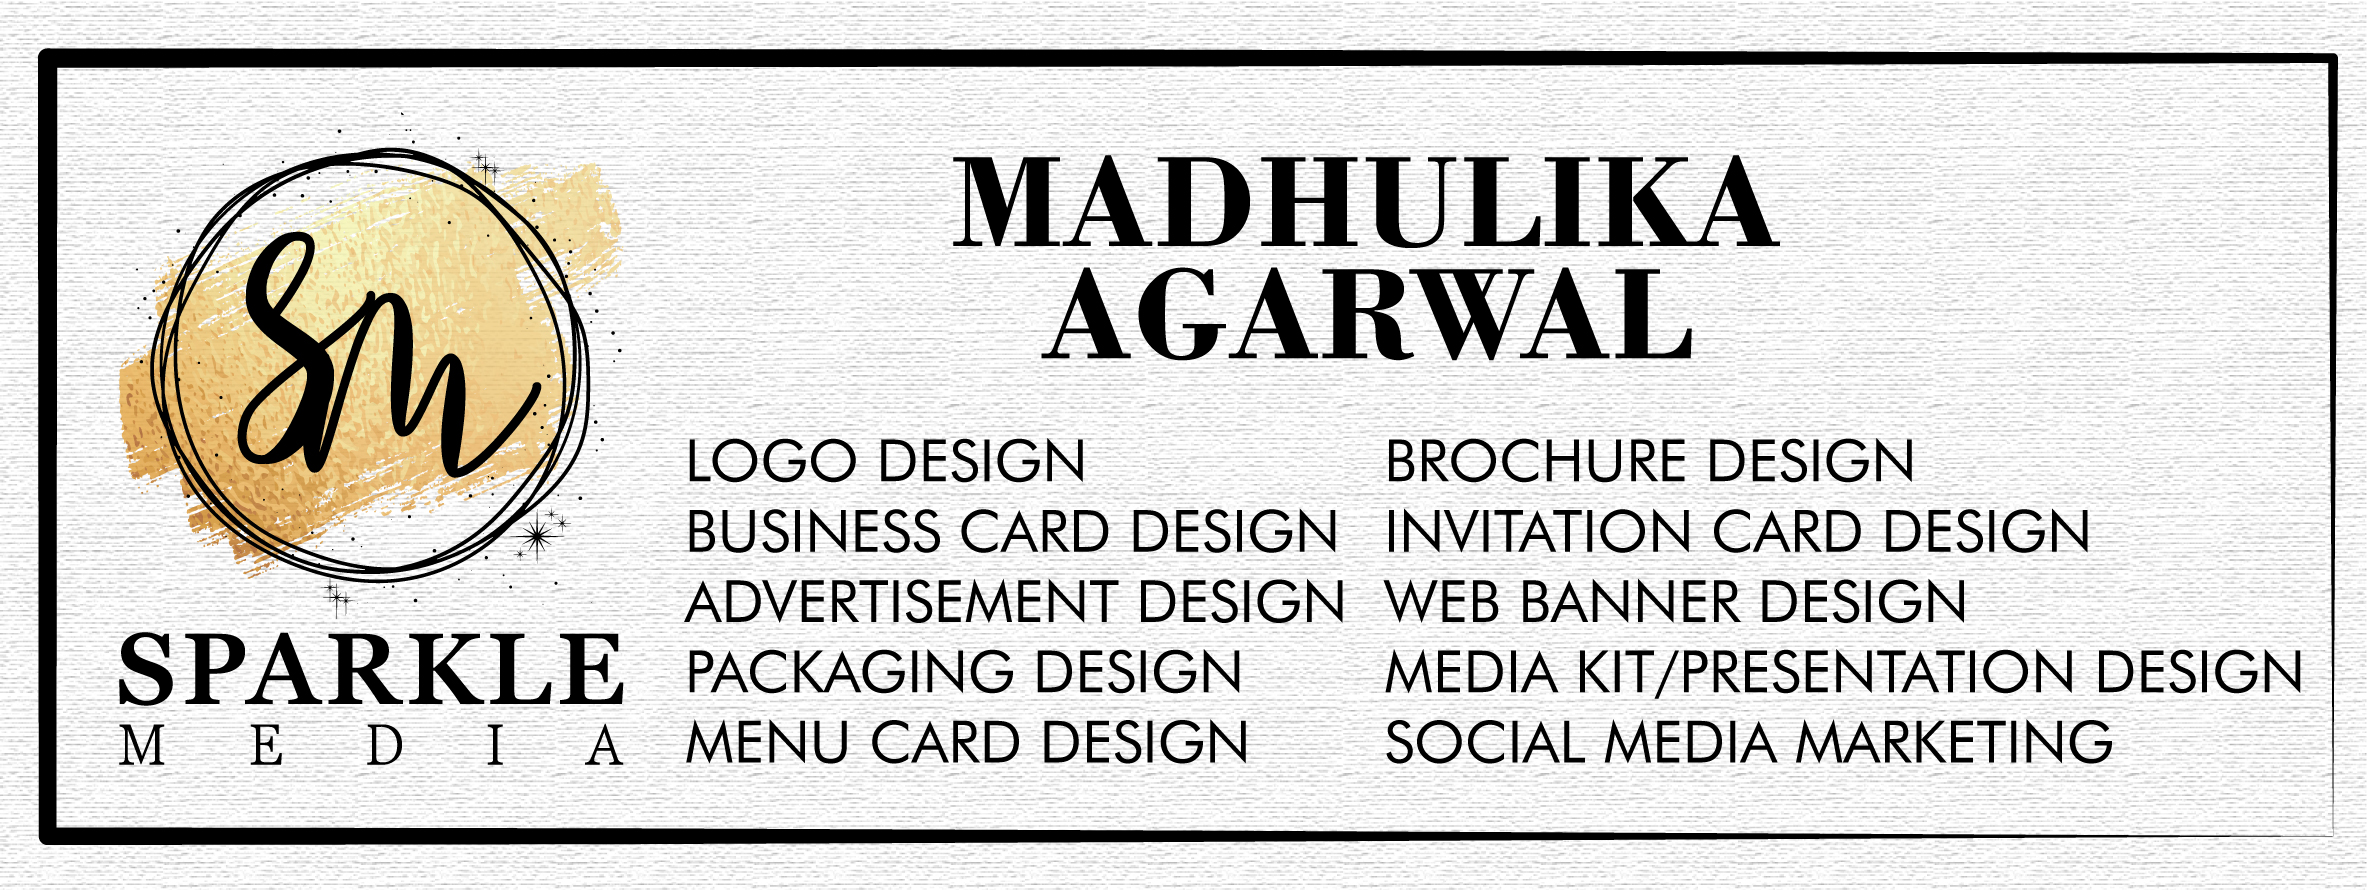 Sm
SPARKLE
MEDIA
MADHULIKA
AGARWAL
LOGO DESIGN
BUSINESS CARD DESIGN
ADVERTISEMENT DESIGN
PACKAGING DESIGN
MENU CARD DESIGN
BROCHURE DESIGN
INVITATION CARD DESIGN
WEB BANNER DESIGN
MEDIA KIT/PRESENTATION DESIGN
SOCIAL MEDIA MARKETING